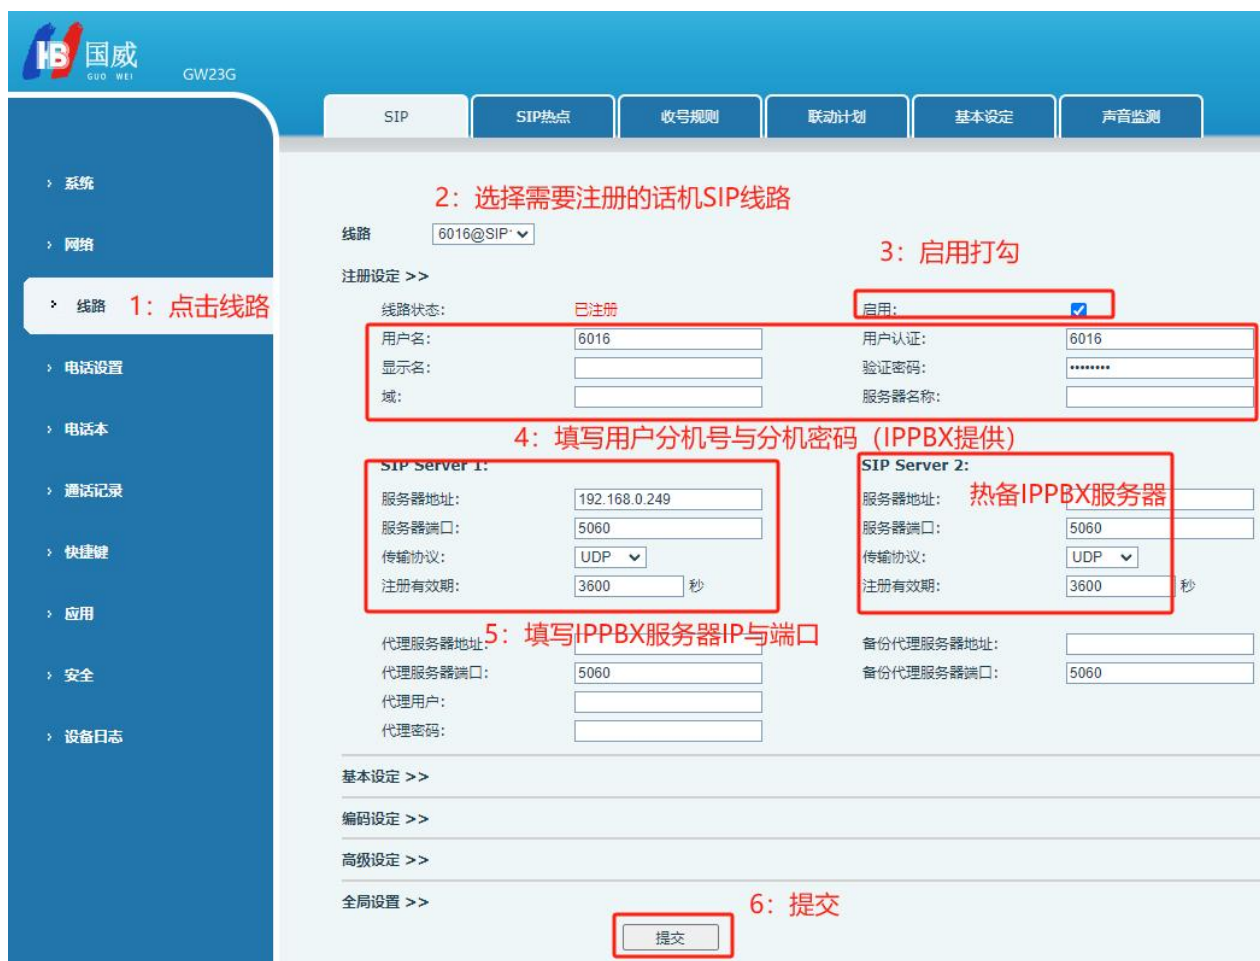 HB 国威
GUO WEI
GW23G
SIP
SIP热点
收号规则
联动计划
基本设定
声音监测
› 系统
› 网络
› 线路
› 电话设置
› 电话本
› 通话记录
› 快捷键
› 应用
› 安全
› 设备日志
1：点击线路
2：选择需要注册的话机SIP线路
线路 6016@SIP
3：启用打勾
注册设定 >>
线路状态: 已注册 启用:
用户名: 6016 用户认证: 6016
显示名: 验证密码: ••••••••
域: 服务器名称:
4：填写用户分机号与分机密码（IPPBX提供）
SIP Server 1: SIP Server 2:
服务器地址: 192.168.0.249 服务器地址: 热备IPPBX服务器
服务器端口: 5060 服务器端口: 5060
传输协议: UDP 传输协议: UDP
注册有效期: 3600 秒 注册有效期: 3600 秒
5：填写IPPBX服务器IP与端口
代理服务器地址: 备份代理服务器地址:
代理服务器端口: 5060 备份代理服务器端口: 5060
代理用户:
代理密码:
基本设定 >>
编码设定 >>
高级设定 >>
全局设置 >>
6：提交
提交